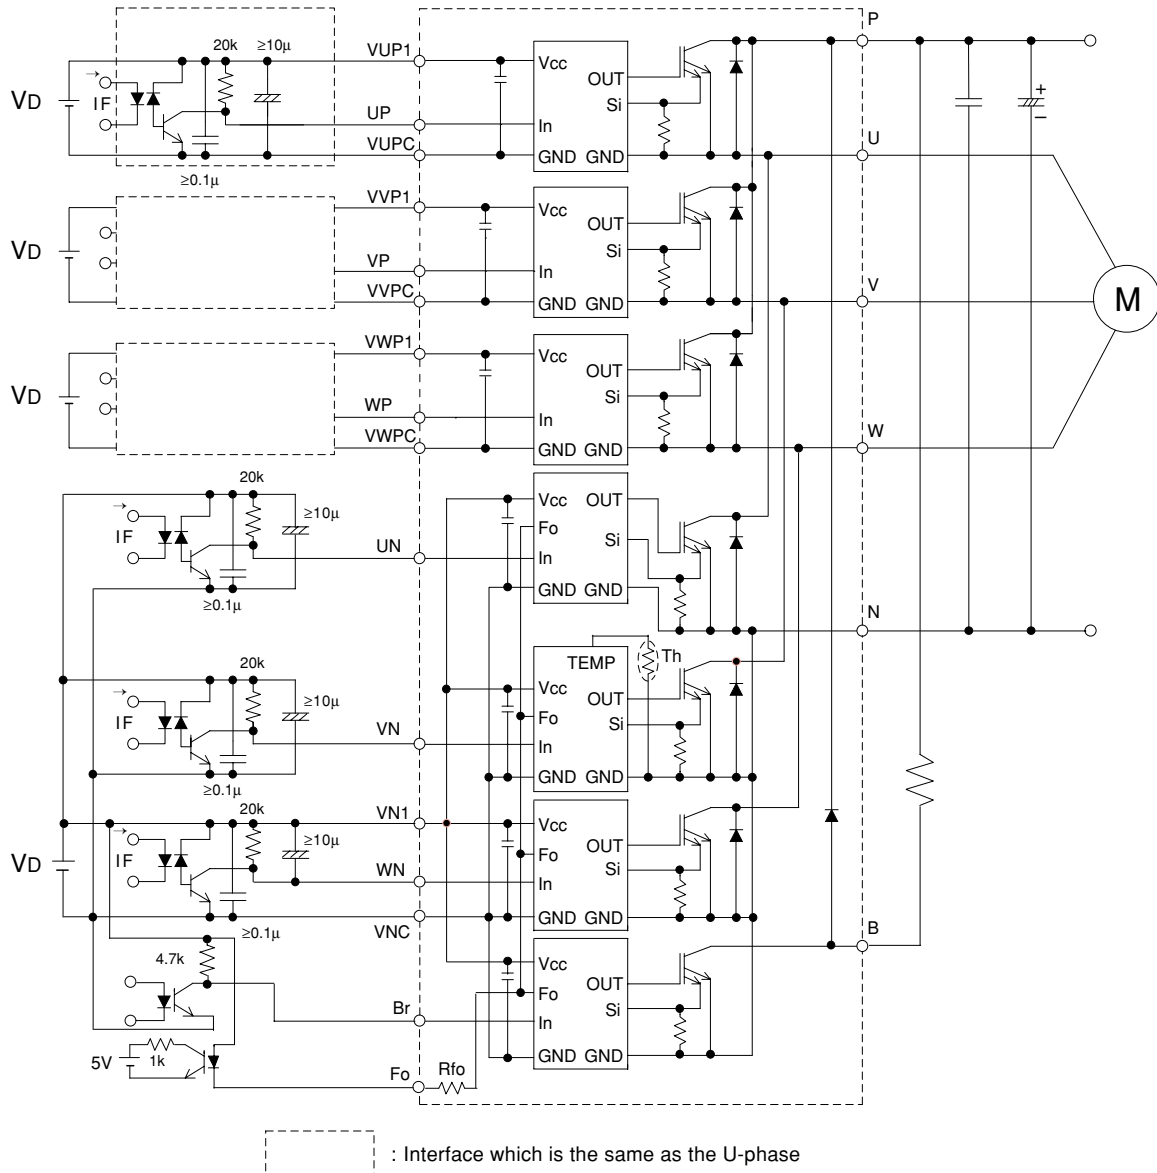 P
20k ≥10μ
VUP1
Vcc
OUT
→
IF
VD
Si
+
–
UP
In
U
VUPC
GND GND
≥0.1μ
VVP1
Vcc
OUT
VD
Si
VP
In
V
VVPC
GND GND
M
VWP1
Vcc
OUT
VD
Si
WP
In
W
VWPC
GND GND
20k
→
IF
≥10μ
Vcc OUT
Fo
Si
UN
In
GND GND
≥0.1μ
N
TEMP
Th
20k
→
IF
≥10μ
Vcc
OUT
Fo
Si
VN
In
GND GND
≥0.1μ
20k
VN1
→
IF
≥10μ
Vcc
OUT
Fo
VD
Si
WN
In
VNC
GND GND
≥0.1μ
B
4.7k
Vcc
OUT
Fo
Si
Br
In
5V
1k
GND GND
Fo
Rfo
: Interface which is the same as the U-phase